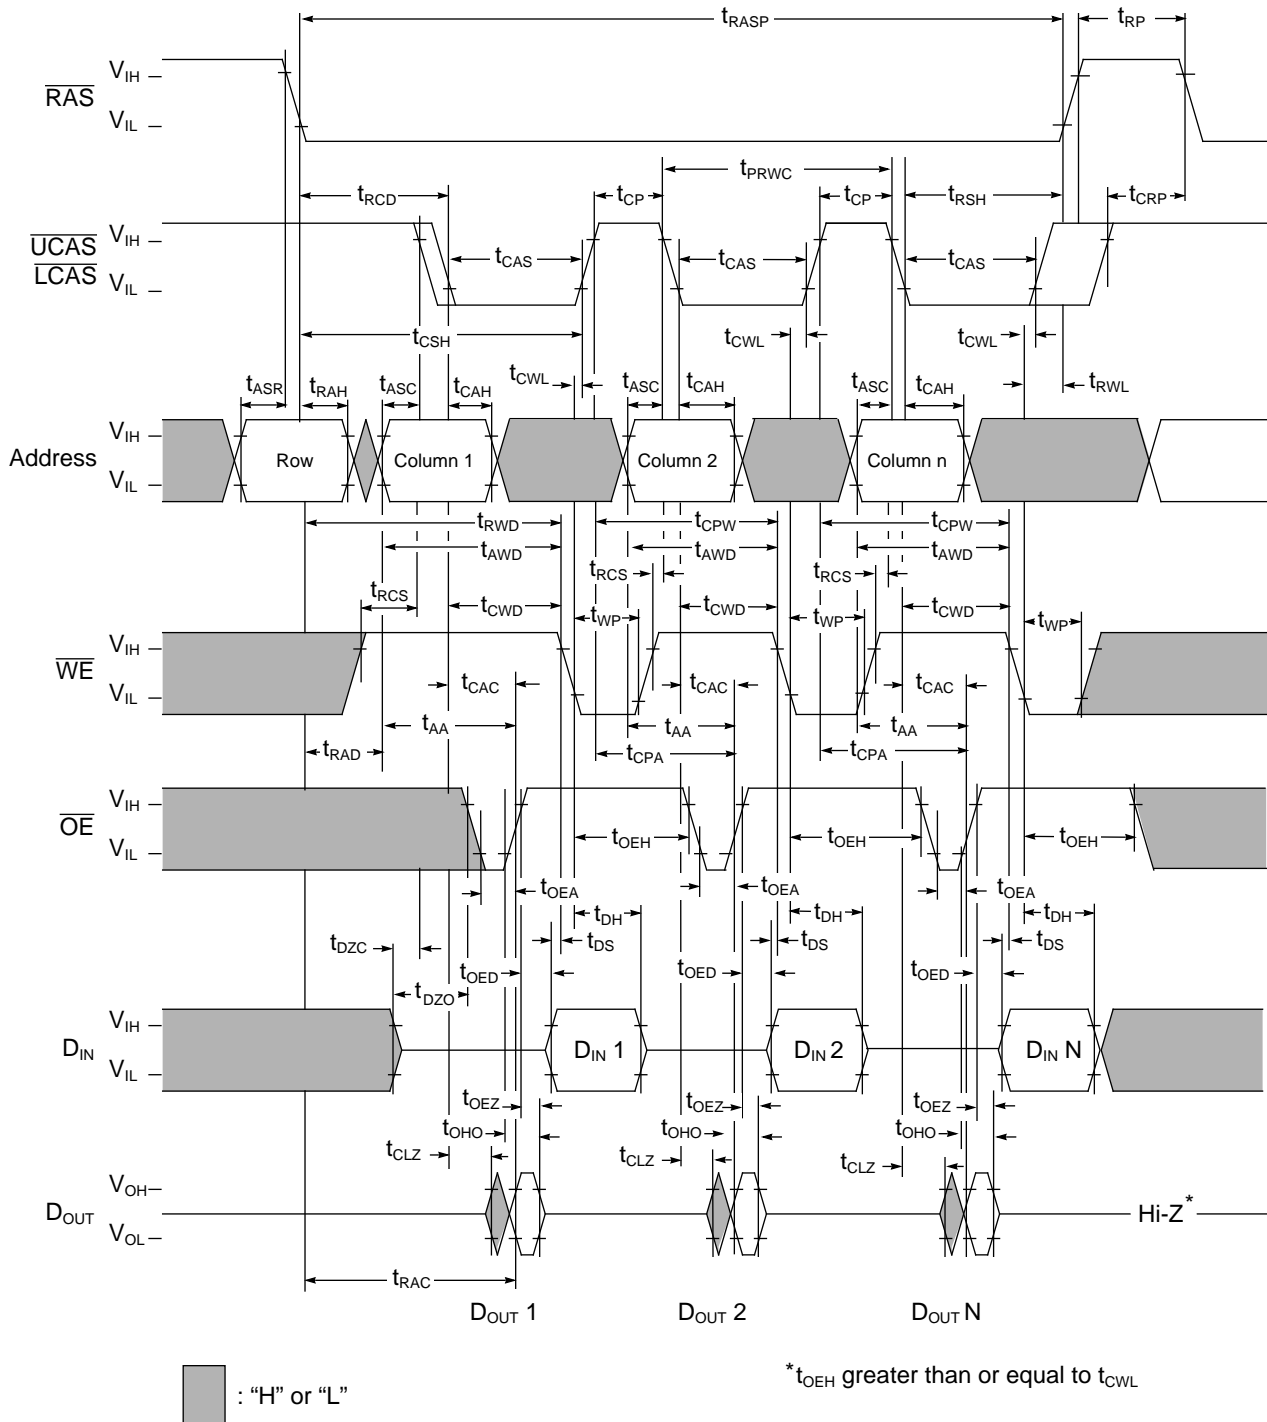 tRASP tRP
VIH
RAS
VIL
tPRWC
tRCD tCP tCP tRSH tCRP
VIH
UCAS
LCAS
VIL
tCAS tCAS tCAS
tCSH tCWL tCWL
tCWL tRWL
tASR tRAH tASC tCAH tASC tCAH tASC tCAH
VIH
Address Row Column 1 Column 2 Column n
VIL
tRWD tCPW tCPW
tAWD tAWD tAWD
tRCS tRCS
tRCS tCWD tWP tCWD tWP tCWD tWP
VIH
WE
VIL
tCAC tCAC tCAC
tAA tAA tAA
tRAD tCPA tCPA
VIH
OE
VIL
tOEH tOEH tOEH
tOEA tOEA tOEA
tDH tDH tDH
tDZC tDS tDS tDS
tOED tOED tOED
tDZO
VIH
DIN DIN 1 DIN 2 DIN N
VIL
tOEZ tOEZ tOEZ
tOHO tOHO tOHO
tCLZ tCLZ tCLZ
VOH
DOUT Hi-Z*
VOL
tRAC
DOUT 1 DOUT 2 DOUT N
*tOEH greater than or equal to tCWL
: “H” or “L”